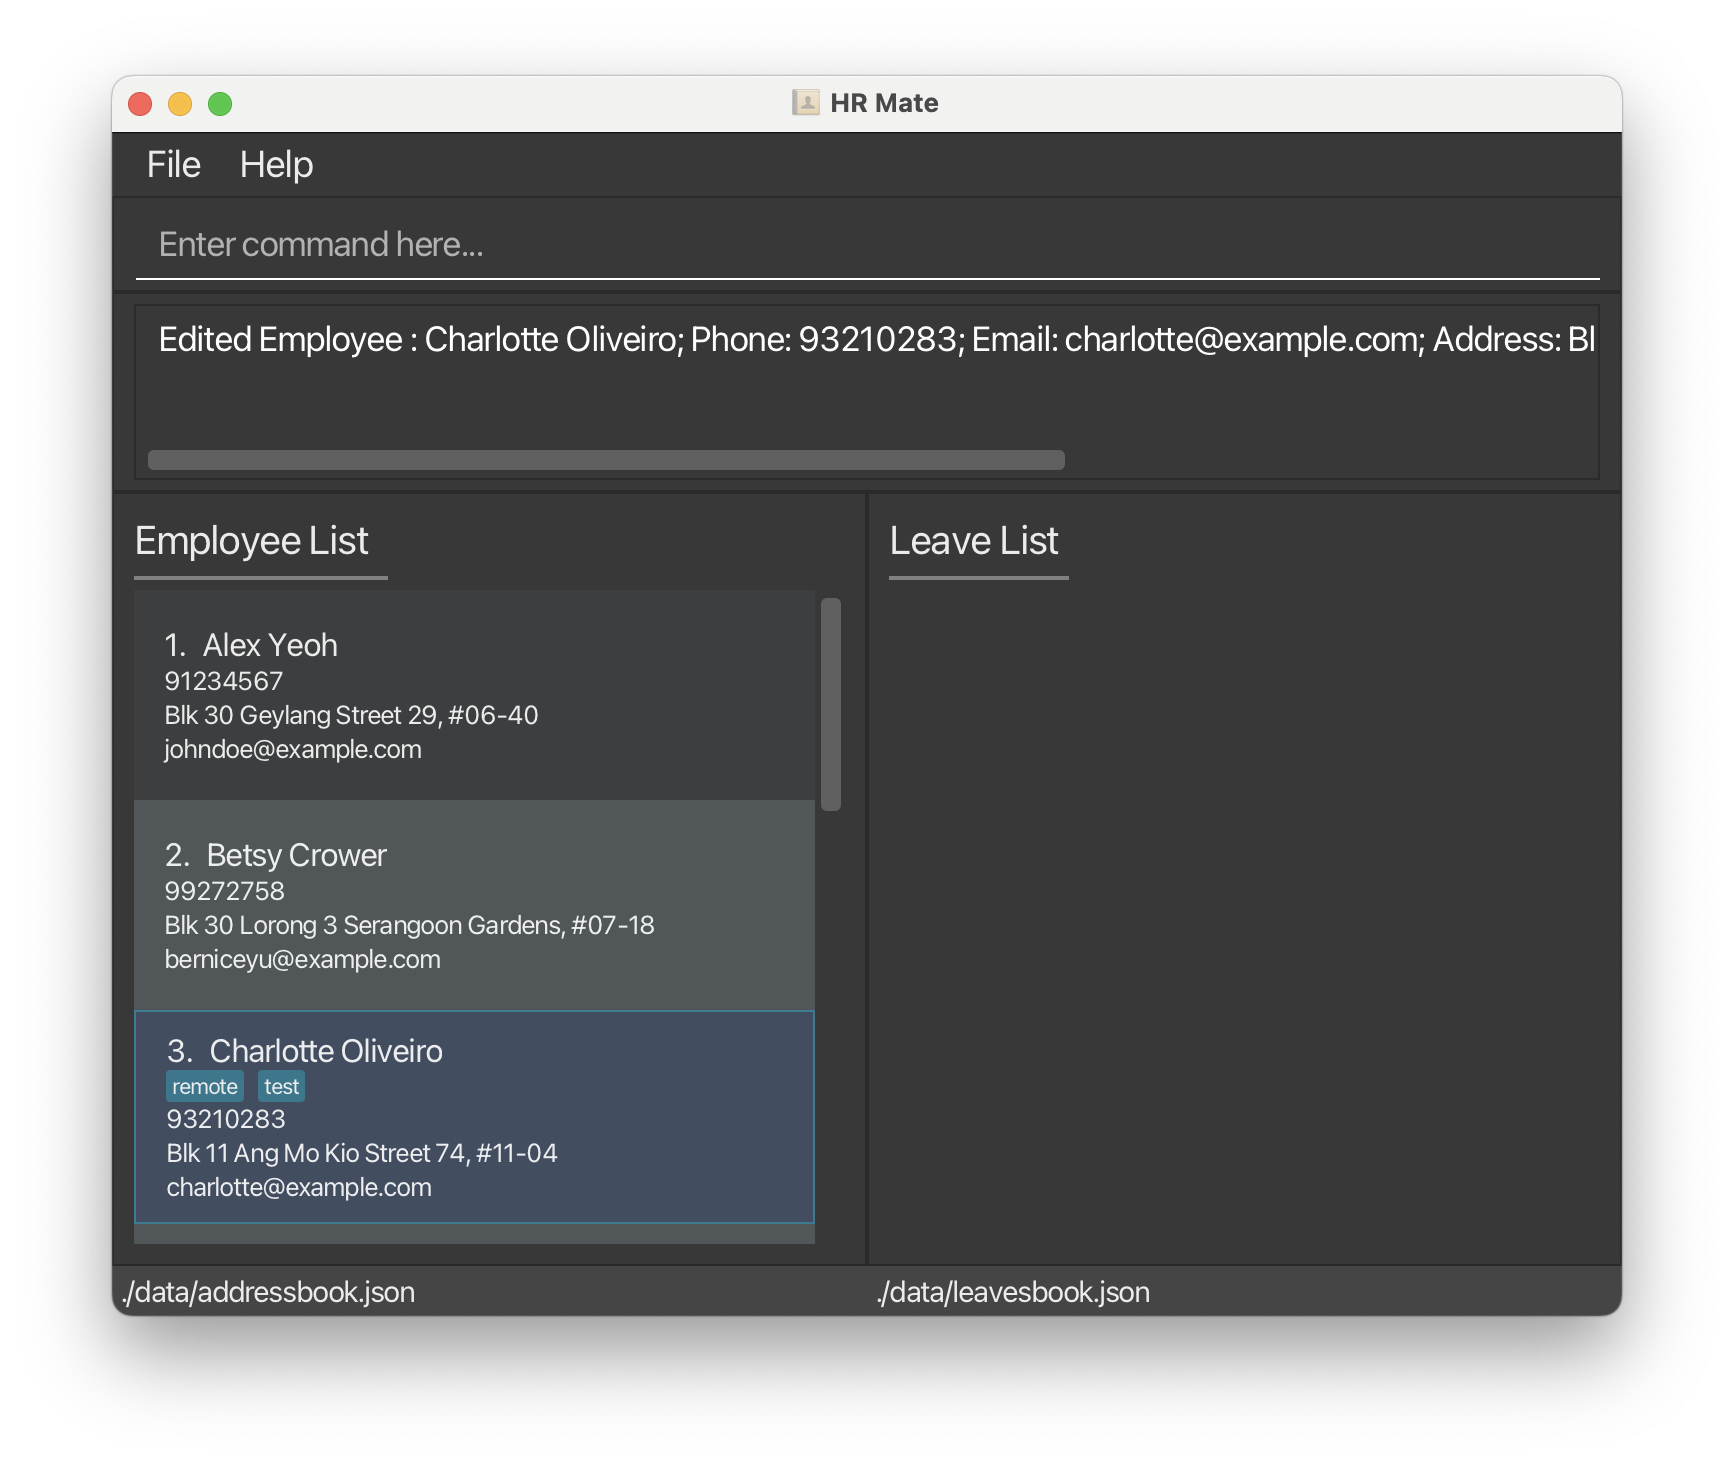 HR Mate
File Help
Enter command here...
Edited Employee : Charlotte Oliveiro; Phone: 93210283; Email: charlotte@example.com; Address: Bl
Employee List
1. Alex Yeoh
91234567
Blk 30 Geylang Street 29, #06-40
johndoe@example.com
2. Betsy Crower
99272758
Blk 30 Lorong 3 Serangoon Gardens, #07-18
berniceyu@example.com
3. Charlotte Oliveiro
remote test
93210283
Blk 11 Ang Mo Kio Street 74, #11-04
charlotte@example.com
Leave List
./data/addressbook.json
./data/leavesbook.json